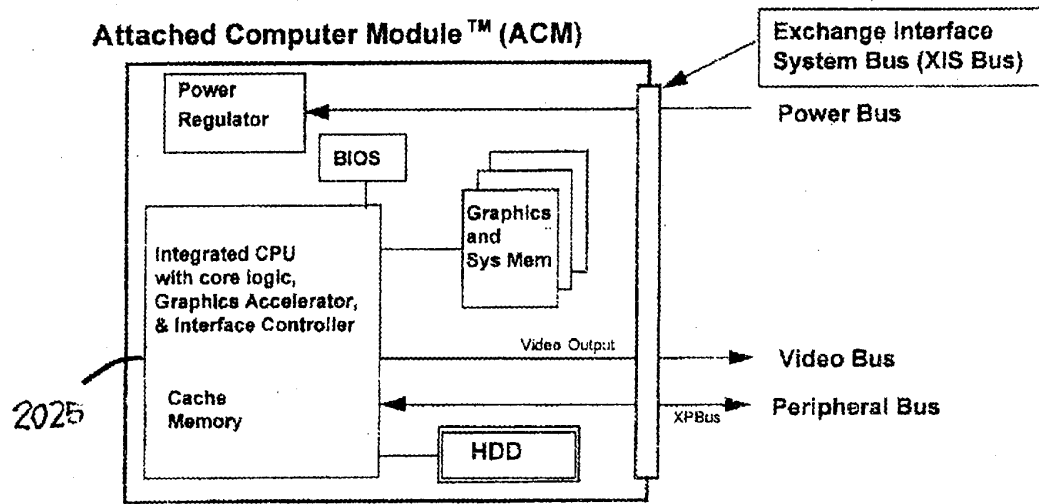 Attached Computer Module™ (ACM)
Exchange Interface
System Bus (XIS Bus)
Power
Regulator
Power Bus
BIOS
Graphics
and
Sys Mem
Integrated CPU
with core logic,
Graphics Accelerator,
& Interface Controller
Video Output
Video Bus
2025
Cache
Memory
XPBus
Peripheral Bus
HDD